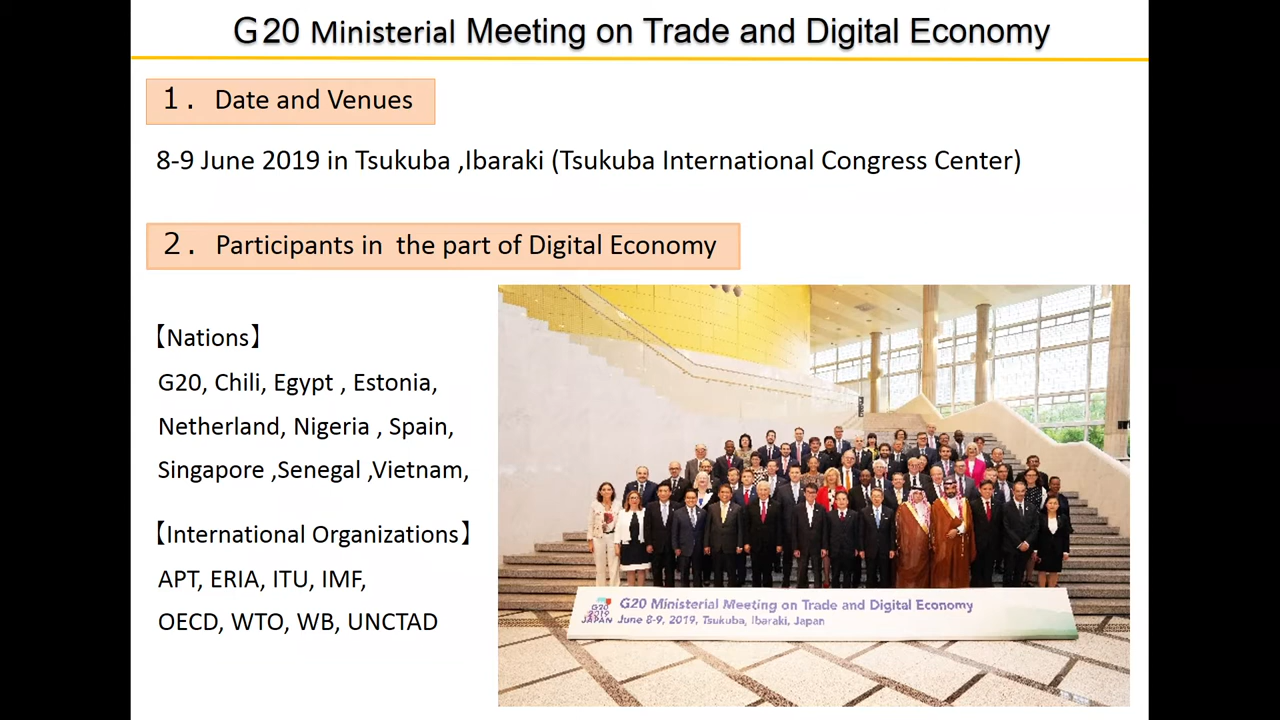 G20 Ministerial Meeting on Trade and Digital Economy
1. Date and Venues
8-9 June 2019 in Tsukuba ,Ibaraki (Tsukuba International Congress Center)
2. Participants in the part of Digital Economy
【Nations】
G20, Chili, Egypt , Estonia,
Netherland, Nigeria , Spain,
Singapore ,Senegal ,Vietnam,
【International Organizations】
APT, ERIA, ITU, IMF,
OECD, WTO, WB, UNCTAD
G20
2019
JAPAN
G20 Ministerial Meeting on Trade and Digital Economy
June 8-9, 2019, Tsukuba, Ibaraki, Japan